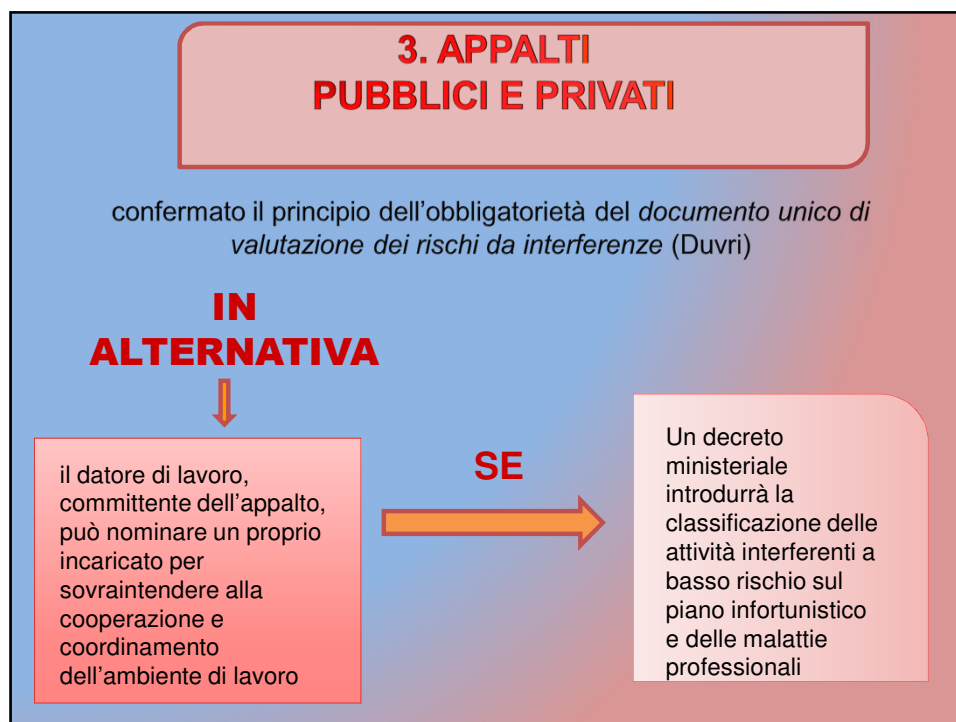 3. APPALTI
PUBBLICI E PRIVATI
confermato il principio dell'obbligatorietà del documento unico di
valutazione dei rischi da interferenze (Duvri)
IN
ALTERNATIVA
il datore di lavoro,
committente dell'appalto,
può nominare un proprio
incaricato per
sovraintendere alla
cooperazione e
coordinamento
dell'ambiente di lavoro
SE
Un decreto
ministeriale
introdurrà la
classificazione delle
attività interferenti a
basso rischio sul
piano infortunistico
e delle malattie
professionali